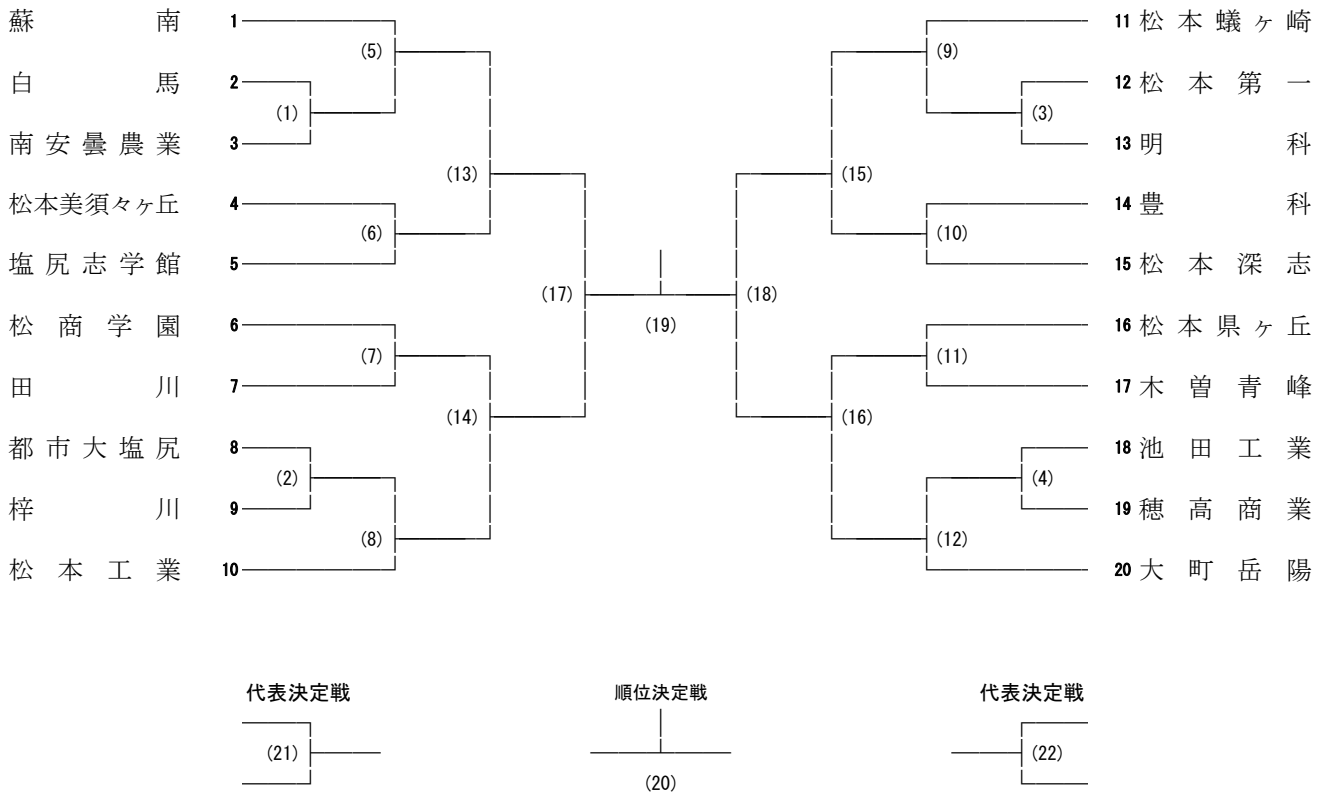 蘇南 1 11 松本蟻ヶ崎
(5) (9)
白馬 2 12 松本第一
(1) (3)
南安曇農業 3 13 明科
(13) (15)
松本美須々ヶ丘 4 14 豊科
(6) (10)
塩尻志学館 5 15 松本深志
(17) (18)
(19)
松商学園 6 16 松本県ヶ丘
(7) (11)
田川 7 17 木曽青峰
(14) (16)
都市大塩尻 8 18 池田工業
(2) (4)
梓川 9 19 穂高商業
(8) (12)
松本工業 10 20 大町岳陽
代表決定戦 順位決定戦 代表決定戦
(21) (22)
(20)